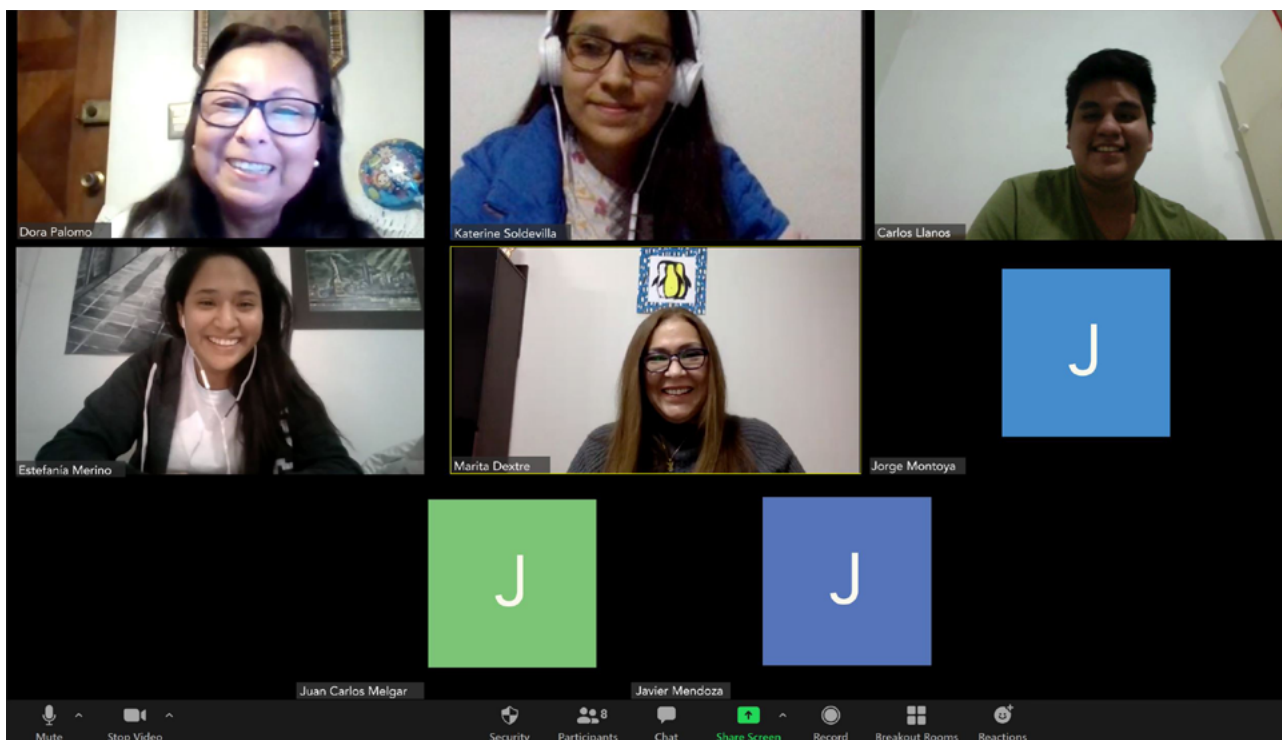 Dora Palomo
Katerine Soldevilla
Carlos Llanos
Estefanía Merino
Marita Dextre
J
Jorge Montoya
J
Juan Carlos Melgar
J
Javier Mendoza
Mute
Stop Video
Security
8
Participants
Chat
Share Screen
Record
Breakout Rooms
Reactions